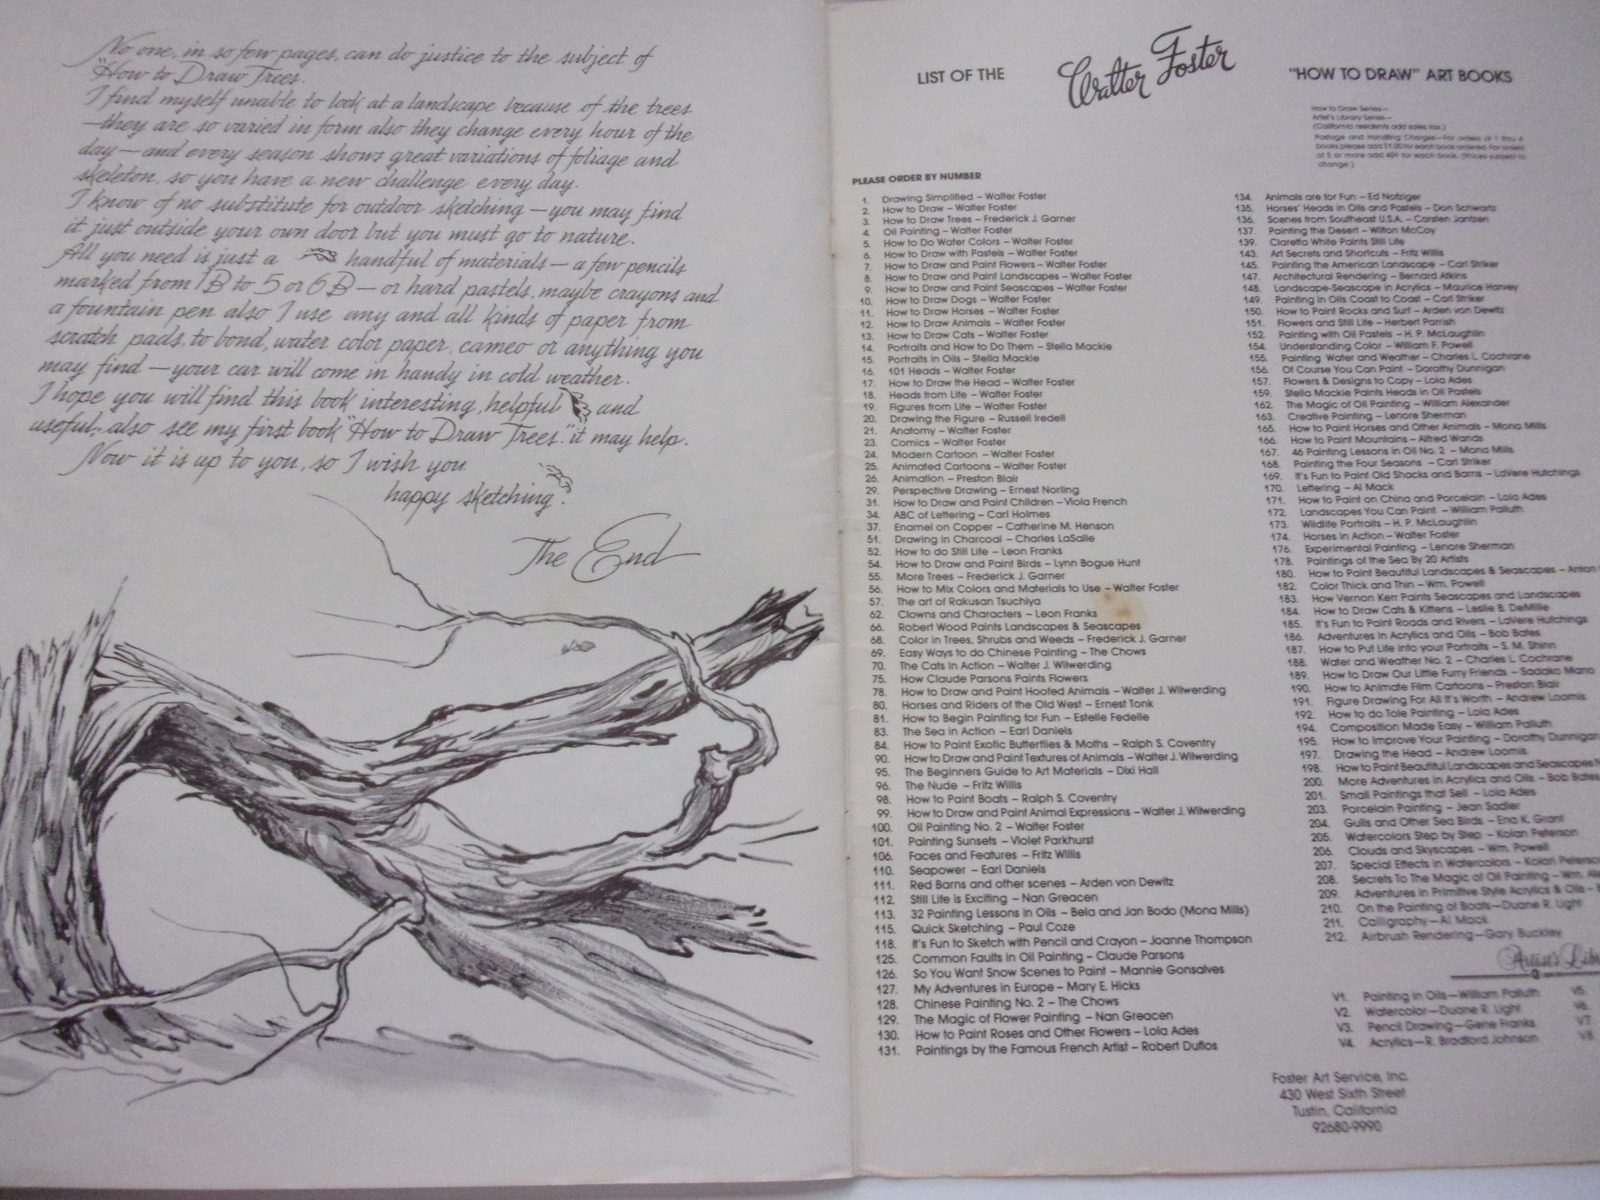 No one, in so few pages, can do justice to the subject of
"How to Draw Trees.
I find myself unable to look at a landscape because of the trees
—they are so varied in form also they change every hour of the
day—and every season shows great variations of foliage and
skeleton, so you have a new challenge every day.
I know of no substitute for outdoor sketching—you may find
it just outside your own door but you must go to nature.
All you need is just a handful of materials—a few pencils
marked from 1B to 5 or 6B—or hard pastels, maybe crayons and
a fountain pen also I use any and all kinds of paper from
scratch pads, to bond, water color paper, cameo or anything you
may find—your car will come in handy in cold weather.
I hope you will find this book interesting, helpful and
useful; also see my first book "How to Draw Trees." it may help.
Now it is up to you, so I wish you
happy sketching.
The End
LIST OF THE Walter Foster "HOW TO DRAW" ART BOOKS
How to Draw Series—
Artist's Library Series—
(California residents add sales tax.)
Postage and Handling Charges—For orders of 1 thru 4
books please add $1.00 for each book ordered. For orders
of 5 or more add 40¢ for each book. (Prices subject to
change.)
PLEASE ORDER BY NUMBER
1. Drawing Simplified – Walter Foster
2. How to Draw – Walter Foster
3. How to Draw Trees – Frederick J. Garner
4. Oil Painting – Walter Foster
5. How to Do Water Colors – Walter Foster
6. How to Draw with Pastels – Walter Foster
7. How to Draw and Paint Flowers – Walter Foster
8. How to Draw and Paint Landscapes – Walter Foster
9. How to Draw and Paint Seascapes – Walter Foster
10. How to Draw Dogs – Walter Foster
11. How to Draw Horses – Walter Foster
12. How to Draw Animals – Walter Foster
13. How to Draw Cats – Walter Foster
14. Portraits and How to Do Them – Stella Mackie
15. Portraits in Oils – Stella Mackie
16. 101 Heads – Walter Foster
17. How to Draw the Head – Walter Foster
18. Heads from Life – Walter Foster
19. Figures from Life – Walter Foster
20. Drawing the Figure – Russell Iredell
21. Anatomy – Walter Foster
23. Comics – Walter Foster
24. Modern Cartoon – Walter Foster
25. Animated Cartoons – Walter Foster
26. Animation – Preston Blair
29. Perspective Drawing – Ernest Norling
31. How to Draw and Paint Children – Viola French
34. ABC of Lettering – Carl Holmes
37. Enamel on Copper – Catherine M. Henson
51. Drawing in Charcoal – Charles LaSalle
52. How to do Still Life – Leon Franks
54. How to Draw and Paint Birds – Lynn Bogue Hunt
55. More Trees – Frederick J. Garner
56. How to Mix Colors and Materials to Use – Walter Foster
57. The art of Rakusan Tsuchiya
62. Clowns and Characters – Leon Franks
66. Robert Wood Paints Landscapes & Seascapes
68. Color in Trees, Shrubs and Weeds – Frederick J. Garner
69. Easy Ways to do Chinese Painting – The Chows
70. The Cats in Action – Walter J. Wilwerding
75. How Claude Parsons Paints Flowers
78. How to Draw and Paint Hoofed Animals – Walter J. Wilwerding
80. Horses and Riders of the Old West – Ernest Tonk
81. How to Begin Painting for Fun – Estelle Fedelle
83. The Sea in Action – Earl Daniels
84. How to Paint Exotic Butterflies & Moths – Ralph S. Coventry
90. How to Draw and Paint Textures of Animals – Walter J. Wilwerding
95. The Beginners Guide to Art Materials – Dixi Hall
96. The Nude – Fritz Willis
98. How to Paint Boats – Ralph S. Coventry
99. How to Draw and Paint Animal Expressions – Walter J. Wilwerding
100. Oil Painting No. 2 – Walter Foster
101. Painting Sunsets – Violet Parkhurst
106. Faces and Features – Fritz Willis
110. Seapower – Earl Daniels
111. Red Barns and other scenes – Arden von Dewitz
112. Still Life is Exciting – Nan Greacen
113. 32 Painting Lessons in Oils – Bela and Jan Bodo (Mona Mills)
115. Quick Sketching – Paul Coze
118. It's Fun to Sketch with Pencil and Crayon – Joanne Thompson
125. Common Faults in Oil Painting – Claude Parsons
126. So You Want Snow Scenes to Paint – Mannie Gonsalves
127. My Adventures in Europe – Mary E. Hicks
128. Chinese Painting No. 2 – The Chows
129. The Magic of Flower Painting – Nan Greacen
130. How to Paint Roses and Other Flowers – Lola Ades
131. Paintings by the Famous French Artist – Robert Duflos
134. Animals are for Fun – Ed Nofziger
135. Horses' Heads in Oils and Pastels – Don Schwartz
136. Scenes from Southeast U.S.A. – Carsten Jantzen
137. Painting the Desert – Wilton McCoy
139. Claretta White Paints Still Life
143. Art Secrets and Shortcuts – Fritz Willis
145. Painting the American Landscape – Carl Striker
147. Architectural Rendering – Bernard Atkins
148. Landscape-Seascape in Acrylics – Maurice Harvey
149. Painting in Oils Coast to Coast – Carl Striker
150. How to Paint Rocks and Surf – Arden von Dewitz
151. Flowers and Still Life – Herbert Parrish
152. Painting with Oil Pastels – H. P. McLaughlin
154. Understanding Color – William F. Powell
155. Painting Water and Weather – Charles L. Cochrane
156. Of Course You Can Paint – Dorothy Dunnigan
157. Flowers & Designs to Copy – Lola Ades
159. Stella Mackie Paints Heads in Oil Pastels
162. The Magic of Oil Painting – William Alexander
163. Creative Painting – Lenore Sherman
165. How to Paint Horses and Other Animals – Mona Mills
166. How to Paint Mountains – Alfred Wands
167. 46 Painting Lessons in Oil No. 2 – Mona Mills
168. Painting the Four Seasons – Carl Striker
169. It's Fun to Paint Old Shacks and Barns – LaVere Hutchings
170. Lettering – Al Mack
171. How to Paint on China and Porcelain – Lola Ades
172. Landscapes You Can Paint – William Palluth
173. Wildlife Portraits – H. P. McLaughlin
174. Horses in Action – Walter Foster
176. Experimental Painting – Lenore Sherman
178. Paintings of the Sea By 20 Artists
180. How to Paint Beautiful Landscapes & Seascapes – Anton
182. Color Thick and Thin – Wm. Powell
183. How Vernon Kerr Paints Seascapes and Landscapes
184. How to Draw Cats & Kittens – Leslie B. DeMille
185. It's Fun to Paint Roads and Rivers – LaVere Hutchings
186. Adventures in Acrylics and Oils – Bob Bates
187. How to Put Life into your Portraits – S. M. Shinn
188. Water and Weather No. 2 – Charles L. Cochrane
189. How to Draw Our Little Furry Friends – Sadako Mano
190. How to Animate Film Cartoons – Preston Blair
191. Figure Drawing For All It's Worth – Andrew Loomis
192. How to do Tole Painting – Lola Ades
194. Composition Made Easy – William Palluth
195. How to Improve Your Painting – Dorothy Dunnigan
197. Drawing the Head – Andrew Loomis
198. How to Paint Beautiful Landscapes and Seascapes
200. More Adventures in Acrylics and Oils – Bob Bates
201. Small Paintings that Sell – Lola Ades
203. Porcelain Painting – Jean Sadler
204. Gulls and Other Sea Birds – Ena K. Grant
205. Watercolors Step by Step – Kolan Peterson
206. Clouds and Skyscapes – Wm. Powell
207. Special Effects in Watercolors – Kolan Peterson
208. Secrets To The Magic of Oil Painting – Wm.
209. Adventures in Primitive Style Acrylics & Oils –
210. On the Painting of Boats—Duane R. Light
211. Calligraphy—Al Mack
212. Airbrush Rendering—Gary Buckley
Artist's Libr
V1. Painting in Oils—William Palluth V5.
V2. Watercolor—Duane R. Light V6.
V3. Pencil Drawing—Gene Franks V7.
V4. Acrylics—R. Bradford Johnson V8.
Foster Art Service, Inc.
430 West Sixth Street
Tustin, California
92680-9990